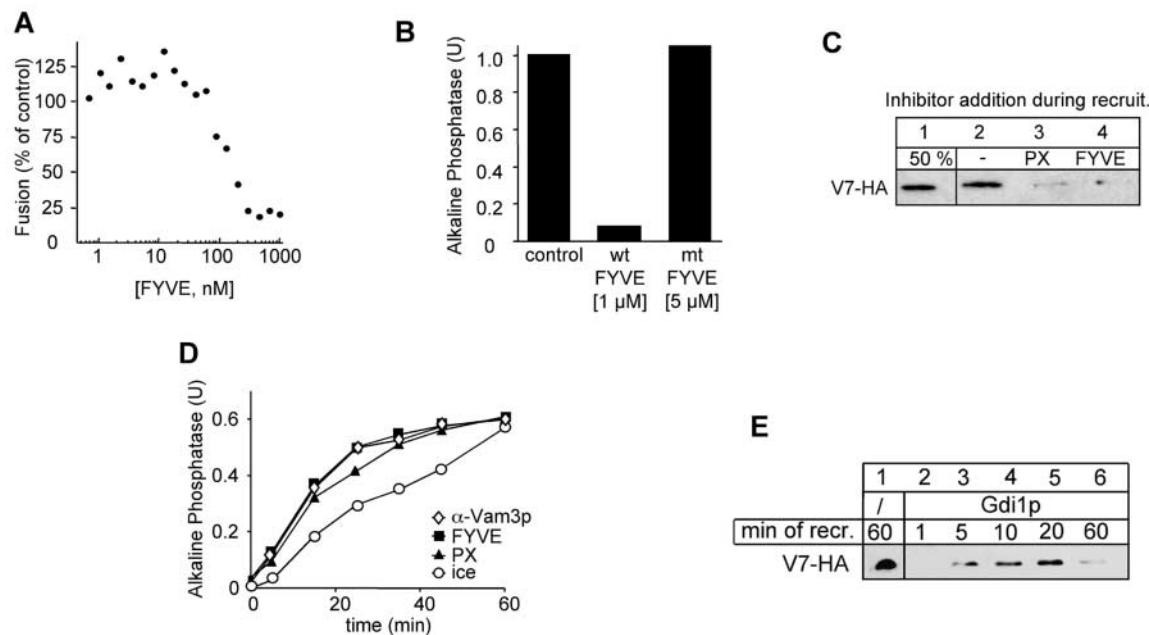 A
Fusion (% of control)
125
100
75
50
25
0
1 10 100 1000
[FYVE, nM]
B
Alkaline Phosphatase (U)
1.0
0.8
0.6
0.4
0.2
0
control wt mt
FYVE FYVE
[1 µM] [5 µM]
C
Inhibitor addition during recruit.
1 2 3 4
50 % - PX FYVE
V7-HA
D
Alkaline Phosphatase (U)
0.6
0.4
0.2
0
α-Vam3p
FYVE
PX
ice
0 20 40 60
time (min)
E
1 2 3 4 5 6
/ Gdi1p
min of recr. 60 1 5 10 20 60
V7-HA